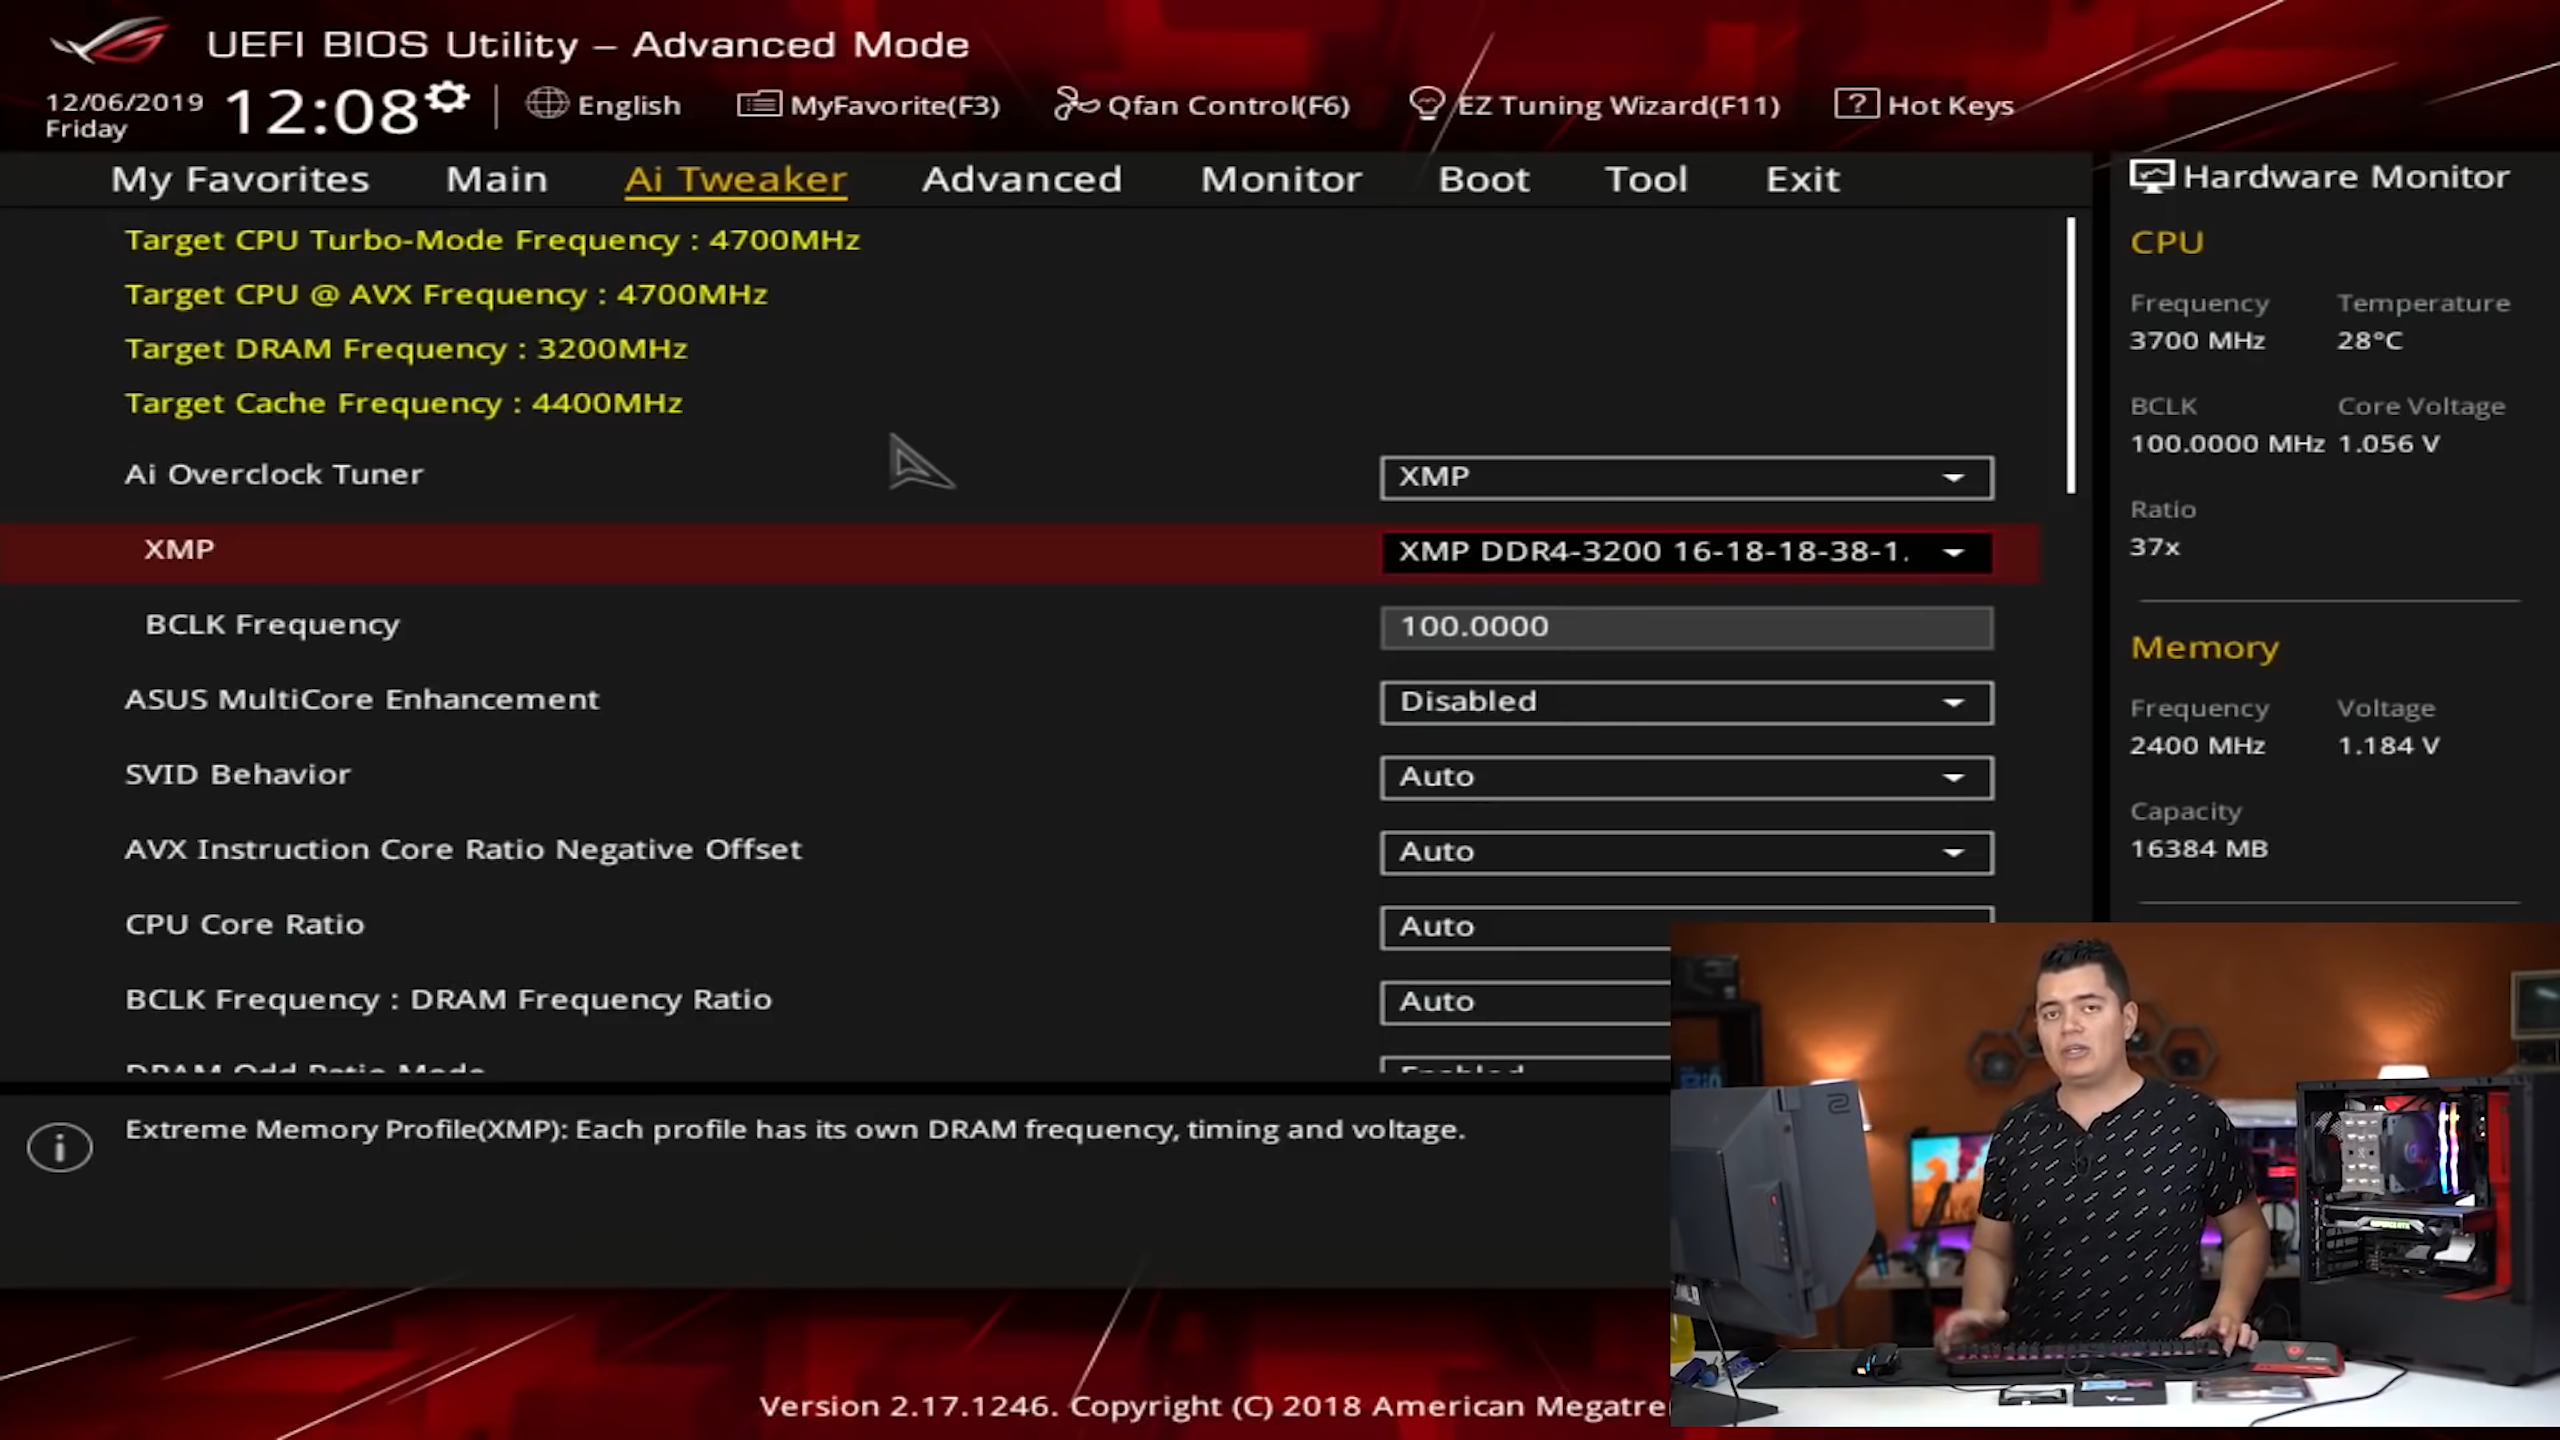 UEFI BIOS Utility – Advanced Mode
12/06/2019
Friday
12:08
English
MyFavorite(F3)
Qfan Control(F6)
EZ Tuning Wizard(F11)
? Hot Keys
My Favorites
Main
Ai Tweaker
Advanced
Monitor
Boot
Tool
Exit
Hardware Monitor
Target CPU Turbo-Mode Frequency : 4700MHz
Target CPU @ AVX Frequency : 4700MHz
Target DRAM Frequency : 3200MHz
Target Cache Frequency : 4400MHz
Ai Overclock Tuner
XMP
XMP
XMP DDR4-3200 16-18-18-38-1.
BCLK Frequency
100.0000
ASUS MultiCore Enhancement
Disabled
SVID Behavior
Auto
AVX Instruction Core Ratio Negative Offset
Auto
CPU Core Ratio
Auto
BCLK Frequency : DRAM Frequency Ratio
Auto
DRAM Odd Ratio Mode
Enabled
CPU
Frequency Temperature
3700 MHz 28°C
BCLK Core Voltage
100.0000 MHz 1.056 V
Ratio
37x
Memory
Frequency Voltage
2400 MHz 1.184 V
Capacity
16384 MB
Extreme Memory Profile(XMP): Each profile has its own DRAM frequency, timing and voltage.
Version 2.17.1246. Copyright (C) 2018 American Megatre